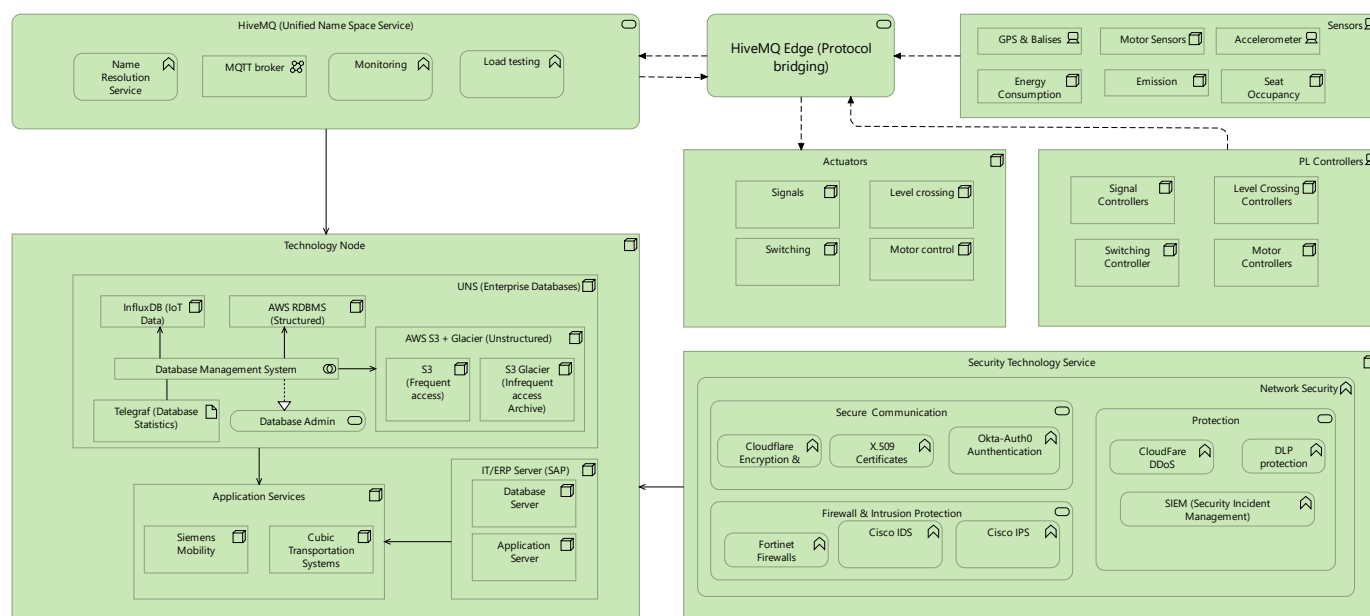 HiveMQ (Unified Name Space Service)
Name
Resolution
Service
MQTT broker
Monitoring
Load testing
HiveMQ Edge (Protocol
bridging)
Sensors
GPS & Balises
Motor Sensors
Accelerometer
Energy
Consumption
Emission
Seat
Occupancy
Actuators
Signals
Level crossing
Switching
Motor control
PL Controllers
Signal
Controllers
Level Crossing
Controllers
Switching
Controller
Motor
Controllers
Technology Node
UNS (Enterprise Databases)
InfluxDB (IoT
Data)
AWS RDBMS
(Structured)
AWS S3 + Glacier (Unstructured)
S3
(Frequent
access)
S3 Glacier
(Infrequent
access
Archive)
Database Management System
Telegraf (Database
Statistics)
Database Admin
IT/ERP Server (SAP)
Database
Server
Application
Server
Application Services
Siemens
Mobility
Cubic
Transportation
Systems
Security Technology Service
Network Security
Secure Communication
Cloudflare
Encryption &
X.509
Certificates
Okta-Auth0
Aunthentication
Firewall & Intrusion Protection
Fortinet
Firewalls
Cisco IDS
Cisco IPS
Protection
CloudFare
DDoS
DLP
protection
SIEM (Security Incident
Management)